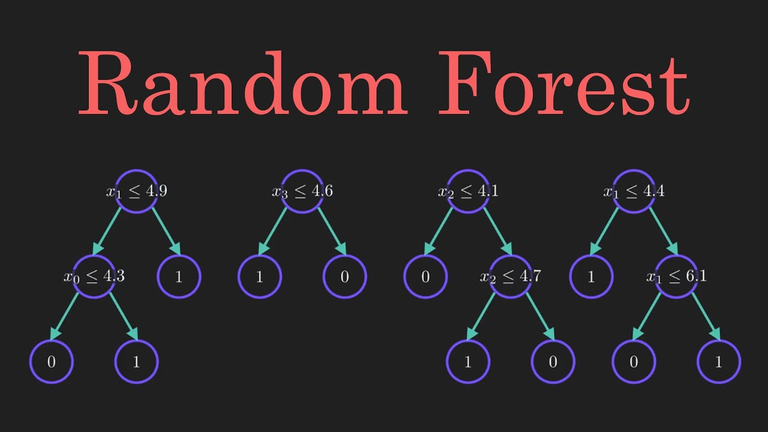 Random Forest
x₁ ≤ 4.9 x₃ ≤ 4.6 x₂ ≤ 4.1 x₁ ≤ 4.4
x₀ ≤ 4.3 1 1 0 0 x₂ ≤ 4.7 1 x₁ ≤ 6.1
0 1 1 0 0 1